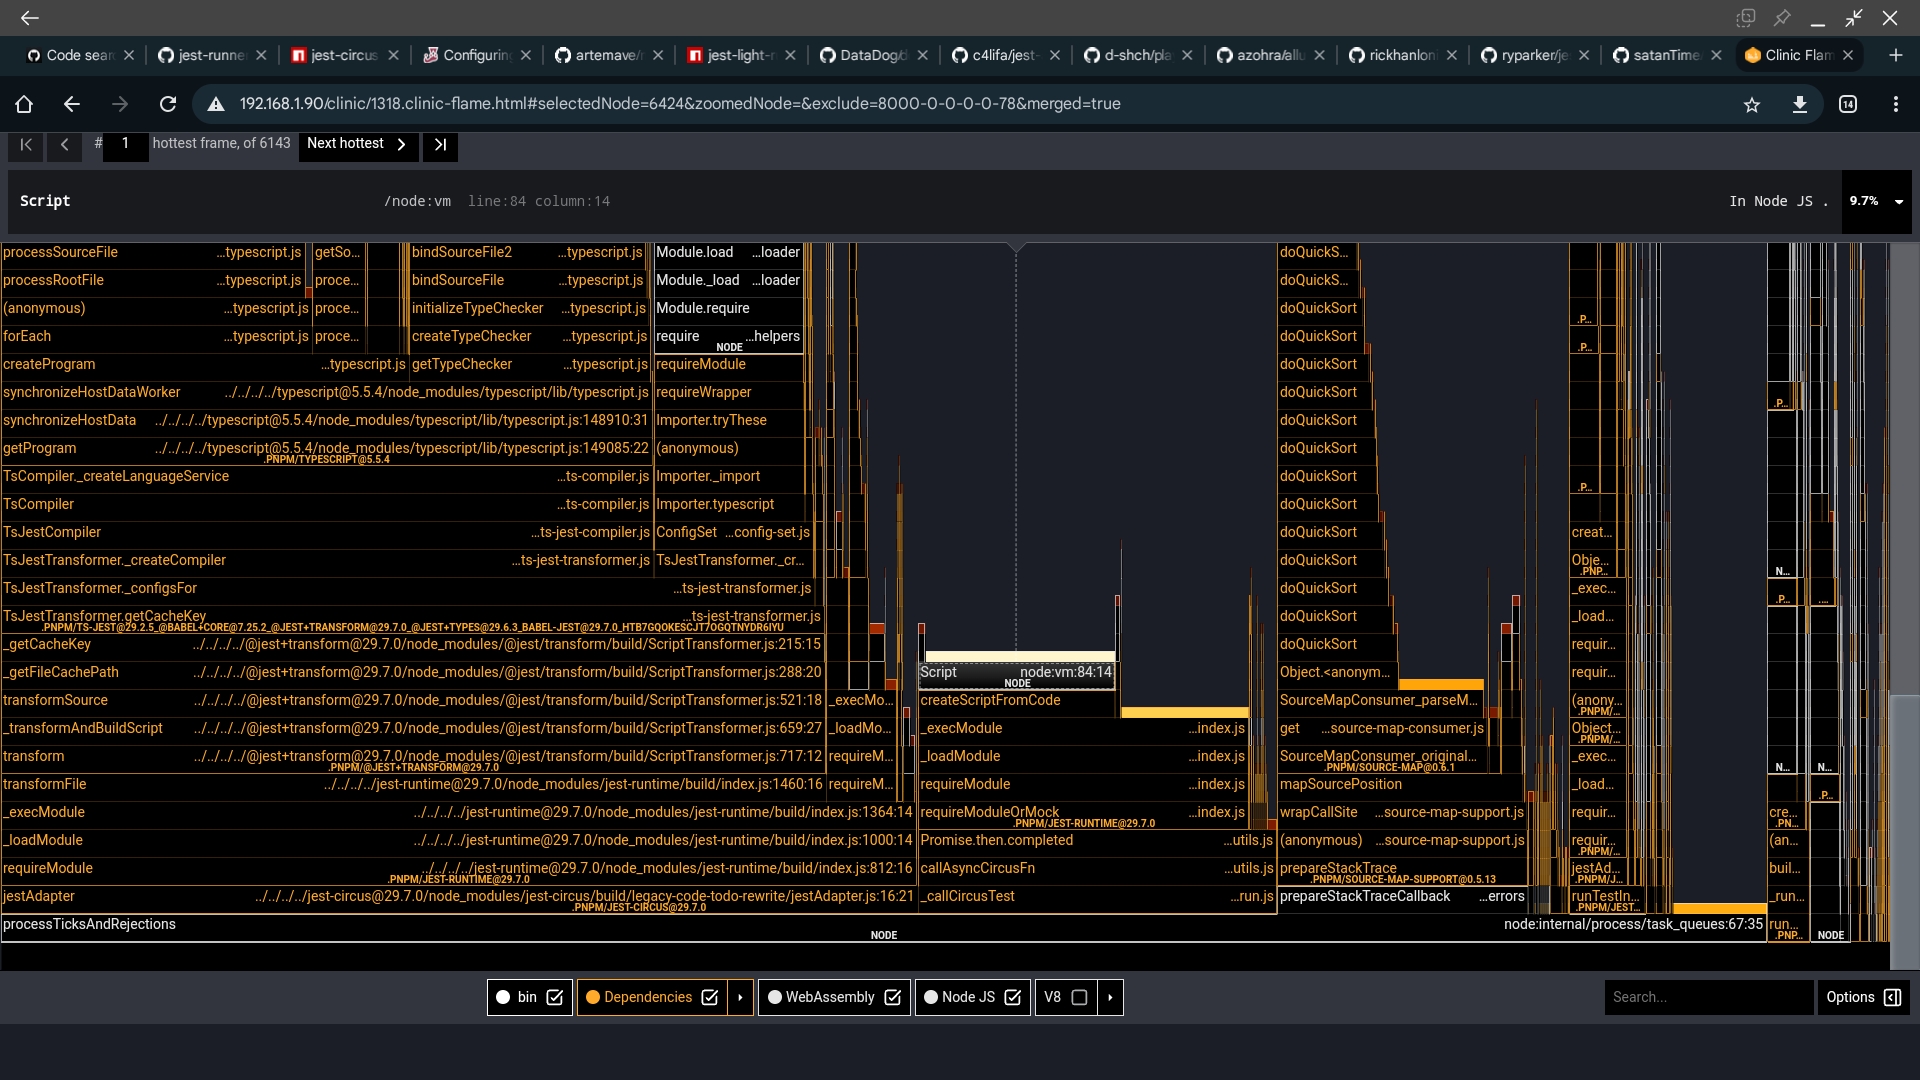 Code sear
jest-runne
jest-circus
Configuring
artemave/
jest-light-r
DataDog/d
c4lifa/jest-
d-shch/pla
azohra/allu
rickhanloni
ryparker/je
satanTime
Clinic Flam
192.168.1.90/clinic/1318.clinic-flame.html#selectedNode=6424&zoomedNode=&exclude=8000-0-0-0-0-78&merged=true
14
# 1 hottest frame, of 6143 Next hottest
Script /node:vm line:84 column:14 In Node JS . 9.7%
processSourceFile ...typescript.js getSo... bindSourceFile2 ...typescript.js Module.load ...loader doQuickS...
processRootFile ...typescript.js proce... bindSourceFile ...typescript.js Module._load ...loader doQuickS...
(anonymous) ...typescript.js proce... initializeTypeChecker ...typescript.js Module.require doQuickSort .P...
forEach ...typescript.js proce... createTypeChecker ...typescript.js require ...helpers doQuickSort .P...
NODE
createProgram ...typescript.js getTypeChecker ...typescript.js requireModule doQuickSort
synchronizeHostDataWorker ../../../../typescript@5.5.4/node_modules/typescript/lib/typescript.js requireWrapper doQuickSort .P...
synchronizeHostData ../../../../typescript@5.5.4/node_modules/typescript/lib/typescript.js:148910:31 Importer.tryThese doQuickSort
getProgram ../../../../typescript@5.5.4/node_modules/typescript/lib/typescript.js:149085:22 (anonymous) doQuickSort
.PNPM/TYPESCRIPT@5.5.4
TsCompiler._createLanguageService ...ts-compiler.js Importer._import doQuickSort .P...
TsCompiler ...ts-compiler.js Importer.typescript doQuickSort
TsJestCompiler ...ts-jest-compiler.js ConfigSet ...config-set.js doQuickSort creat...
TsJestTransformer._createCompiler ...ts-jest-transformer.js TsJestTransformer._cr... doQuickSort Obje...
.PNP... N...
TsJestTransformer._configsFor ...ts-jest-transformer.js doQuickSort _exec...
.P... ...
TsJestTransformer.getCacheKey ...ts-jest-transformer.js doQuickSort _load...
.PNPM/TS-JEST@29.2.5_@BABEL+CORE@7.25.2_@JEST+TRANSFORM@29.7.0_@JEST+TYPES@29.6.3_BABEL-JEST@29.7.0_HTB7GQOKESCJT7OGQTNYDR6IYU
_getCacheKey ../../../../@jest+transform@29.7.0/node_modules/@jest/transform/build/ScriptTransformer.js:215:15 doQuickSort requir...
_getFileCachePath ../../../../@jest+transform@29.7.0/node_modules/@jest/transform/build/ScriptTransformer.js:288:20 Script node:vm:84:14 Object.<anonym... requir...
NODE
transformSource ../../../../@jest+transform@29.7.0/node_modules/@jest/transform/build/ScriptTransformer.js:521:18 _execMo... createScriptFromCode SourceMapConsumer_parseM... (anony...
.PNPM/...
_transformAndBuildScript ../../../../@jest+transform@29.7.0/node_modules/@jest/transform/build/ScriptTransformer.js:659:27 _loadMo... _execModule ...index.js get ...source-map-consumer.js Object...
.PNPM/...
transform ../../../../@jest+transform@29.7.0/node_modules/@jest/transform/build/ScriptTransformer.js:717:12 requireM... _loadModule ...index.js SourceMapConsumer_original... _exec...
.PNPM/@JEST+TRANSFORM@29.7.0 .PNPM/SOURCE-MAP@0.6.1 N... N...
transformFile ../../../../jest-runtime@29.7.0/node_modules/jest-runtime/build/index.js:1460:16 requireM... requireModule ...index.js mapSourcePosition _load...
.P...
_execModule ../../../../jest-runtime@29.7.0/node_modules/jest-runtime/build/index.js:1364:14 requireModuleOrMock ...index.js wrapCallSite ...source-map-support.js requir... cre...
.PNPM/JEST-RUNTIME@29.7.0 .PN...
_loadModule ../../../../jest-runtime@29.7.0/node_modules/jest-runtime/build/index.js:1000:14 Promise.then.completed ...utils.js (anonymous) ...source-map-support.js requir... (an...
.PNPM/...
requireModule ../../../../jest-runtime@29.7.0/node_modules/jest-runtime/build/index.js:812:16 callAsyncCircusFn ...utils.js prepareStackTrace jestAd... buil...
.PNPM/JEST-RUNTIME@29.7.0 .PNPM/SOURCE-MAP-SUPPORT@0.5.13 .PNPM/J...
jestAdapter ../../../../jest-circus@29.7.0/node_modules/jest-circus/build/legacy-code-todo-rewrite/jestAdapter.js:16:21 _callCircusTest ...run.js prepareStackTraceCallback ...errors runTestIn... _run...
.PNPM/JEST-CIRCUS@29.7.0 .PNPM/JEST...
processTicksAndRejections node:internal/process/task_queues:67:35 run...
NODE .PNP... NODE
bin Dependencies WebAssembly Node JS V8 Search... Options